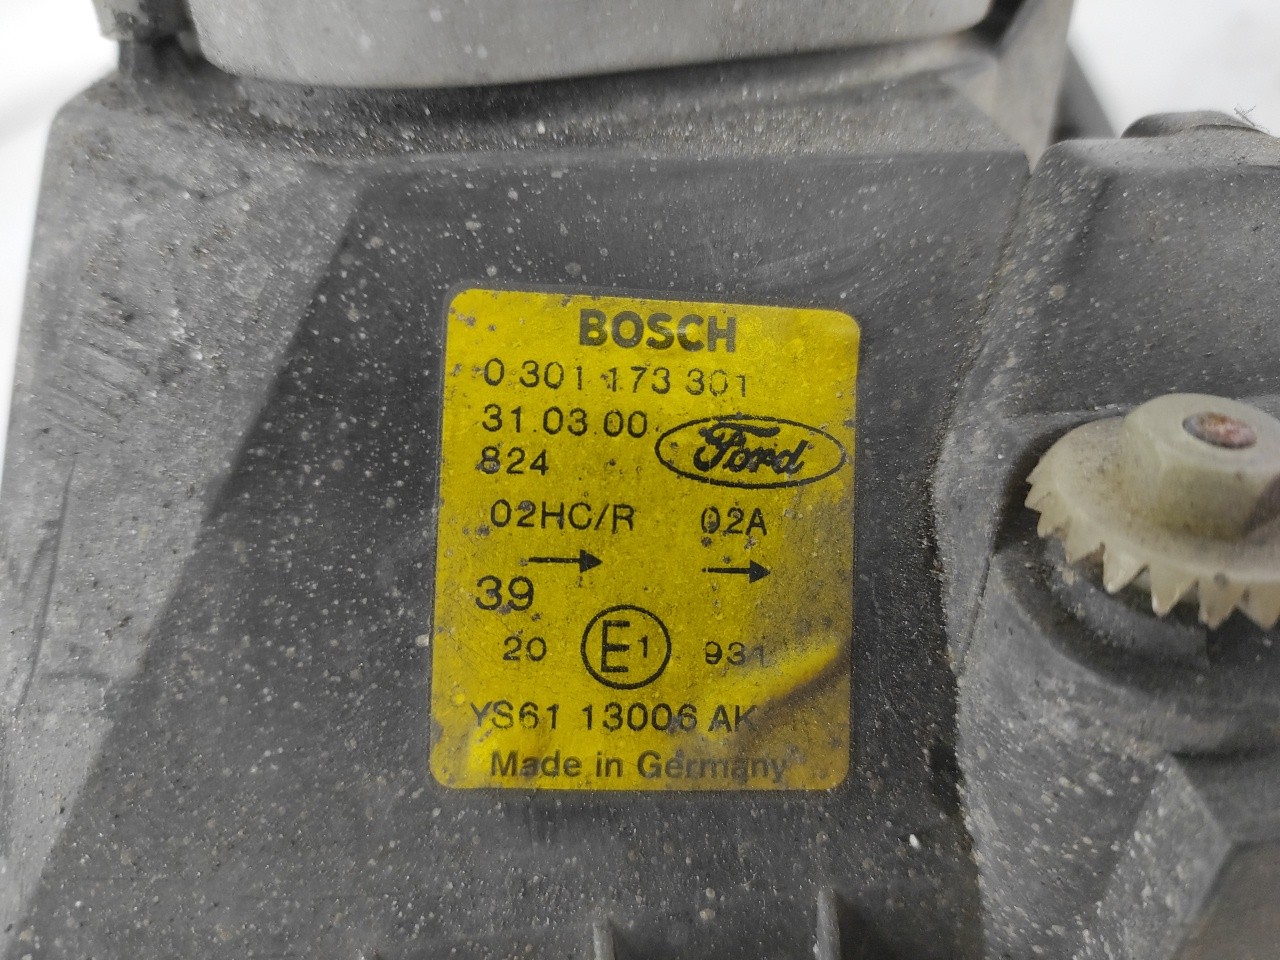 BOSCH
0 301 173 301
31.03.00
824 Ford
02HC/R 02A
→ →
39
20 E1 931
YS61 13006 AK
Made in Germany